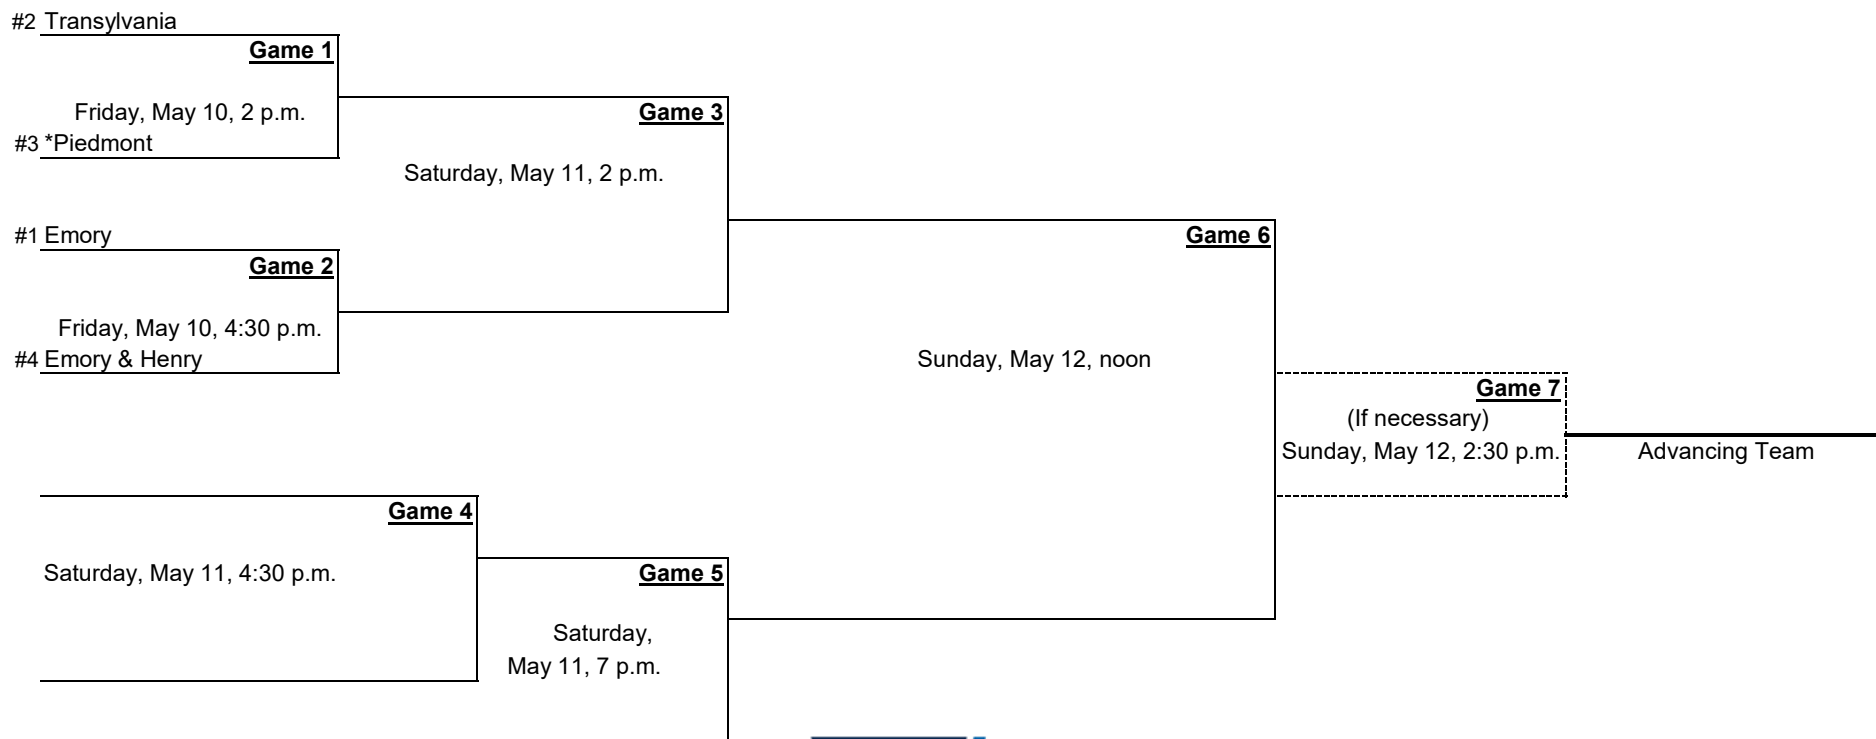 #2 Transylvania
Game 1
Friday, May 10, 2 p.m.
#3 *Piedmont
Game 3
Saturday, May 11, 2 p.m.
#1 Emory
Game 2
Friday, May 10, 4:30 p.m.
#4 Emory & Henry
Game 6
Sunday, May 12, noon
Game 7
(If necessary)
Sunday, May 12, 2:30 p.m.
Advancing Team
Game 4
Saturday, May 11, 4:30 p.m.
Game 5
Saturday,
May 11, 7 p.m.